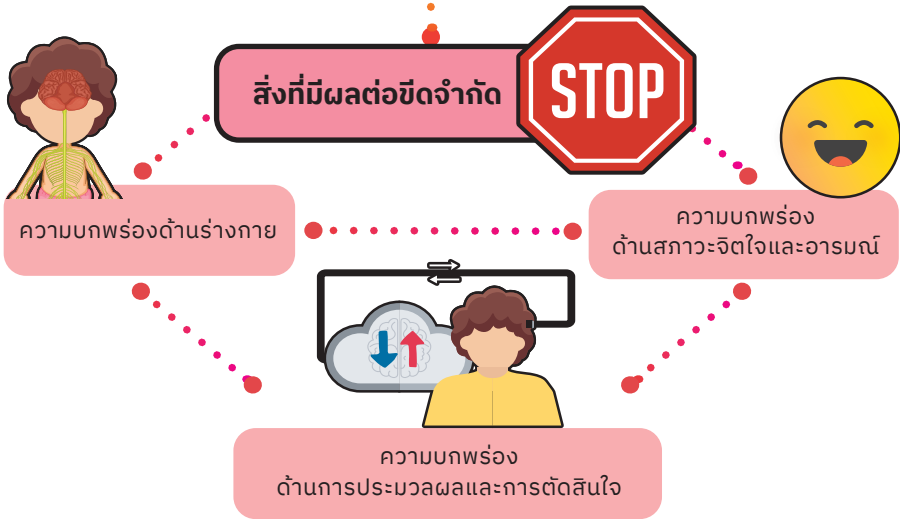 สิ่งที่มีผลต่อขีดจำกัด
STOP
ความบกพร่องด้านร่างกาย
ความบกพร่อง
ด้านสภาวะจิตใจและอารมณ์
ความบกพร่อง
ด้านการประมวลผลและการตัดสินใจ